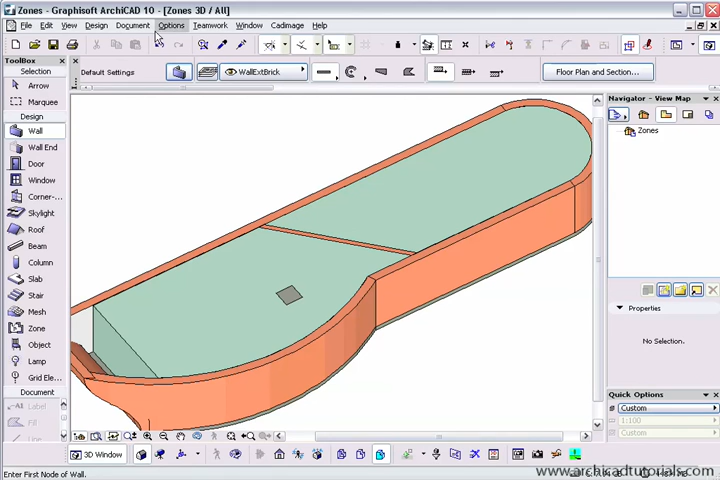 Zones - Graphisoft ArchiCAD 10 - [Zones 3D / All]
File Edit View Design Document Options Teamwork Window Cadimage Help
ToolBox
Selection
Arrow
Marquee
Design
Wall
Wall End
Door
Window
Corner-...
Skylight
Roof
Beam
Column
Slab
Stair
Mesh
Zone
Object
Lamp
Grid Ele...
Document
Label
Fill
Line
Default Settings
WallExtBrick
Floor Plan and Section...
Navigator - View Map
Zones
Properties
No Selection.
Quick Options
Custom
1:100
Custom
3D Window
Enter First Node of Wall.
www.archicadtutorials.com